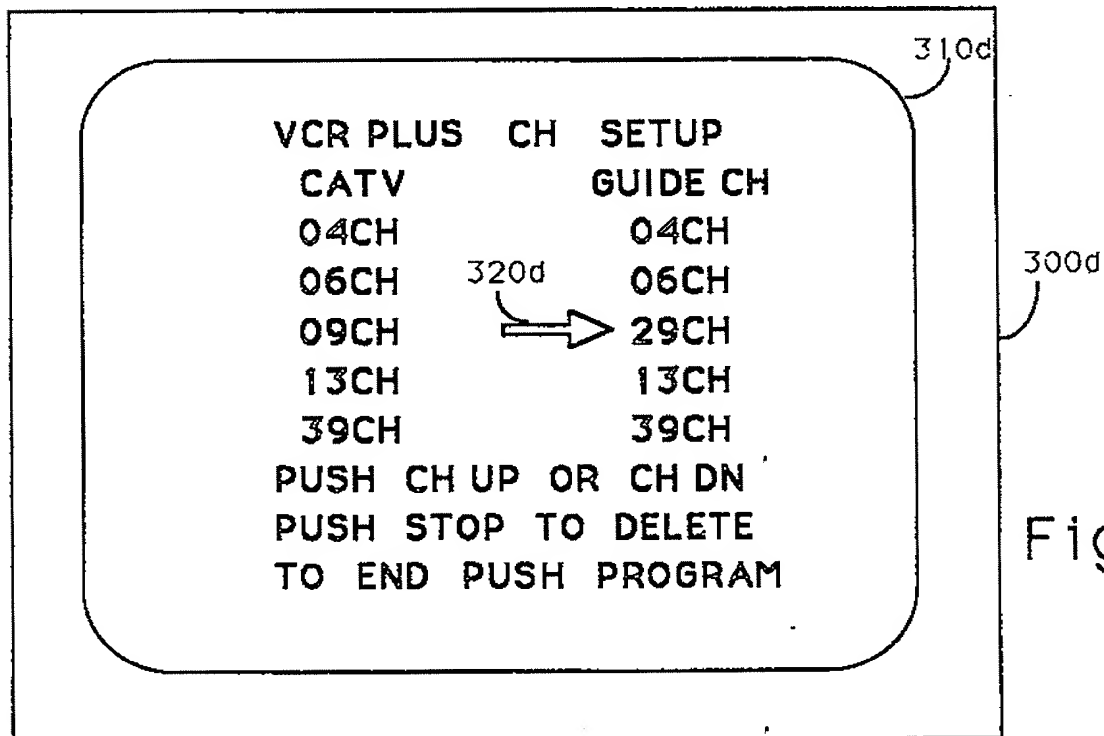 310d
VCR PLUS CH SETUP
CATV GUIDE CH
04CH 04CH
06CH 320d 06CH
300d
09CH 29CH
13CH 13CH
39CH 39CH
PUSH CH UP OR CH DN
PUSH STOP TO DELETE
Fig
TO END PUSH PROGRAM